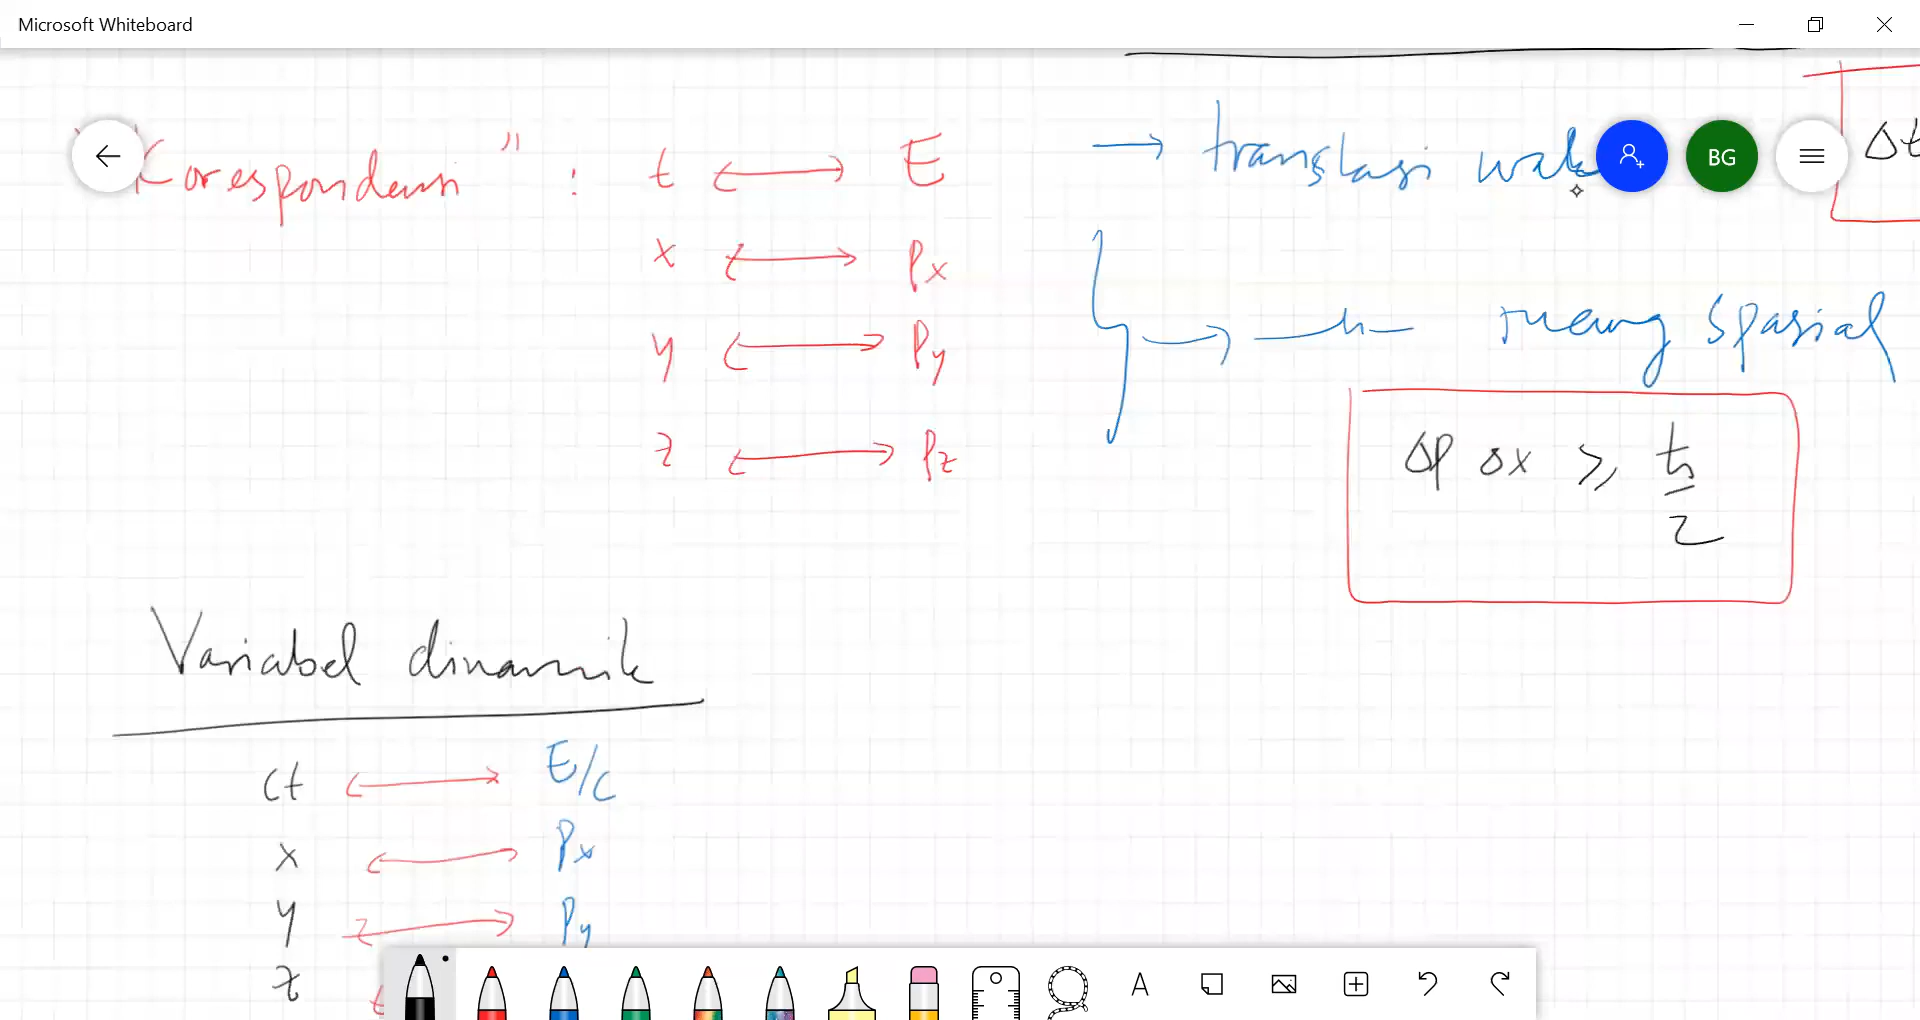 Microsoft Whiteboard
"Korespondensi" : t ↔ E → translasi
x ↔ Px
y ↔ Py → —〃— ruang spasial
z ↔ Pz
Δp Δx ≥ ħ/2
Δt
BG
Variabel dinamik
ct ↔ E/c
x ↔ Px
y ↔ Py
z
A